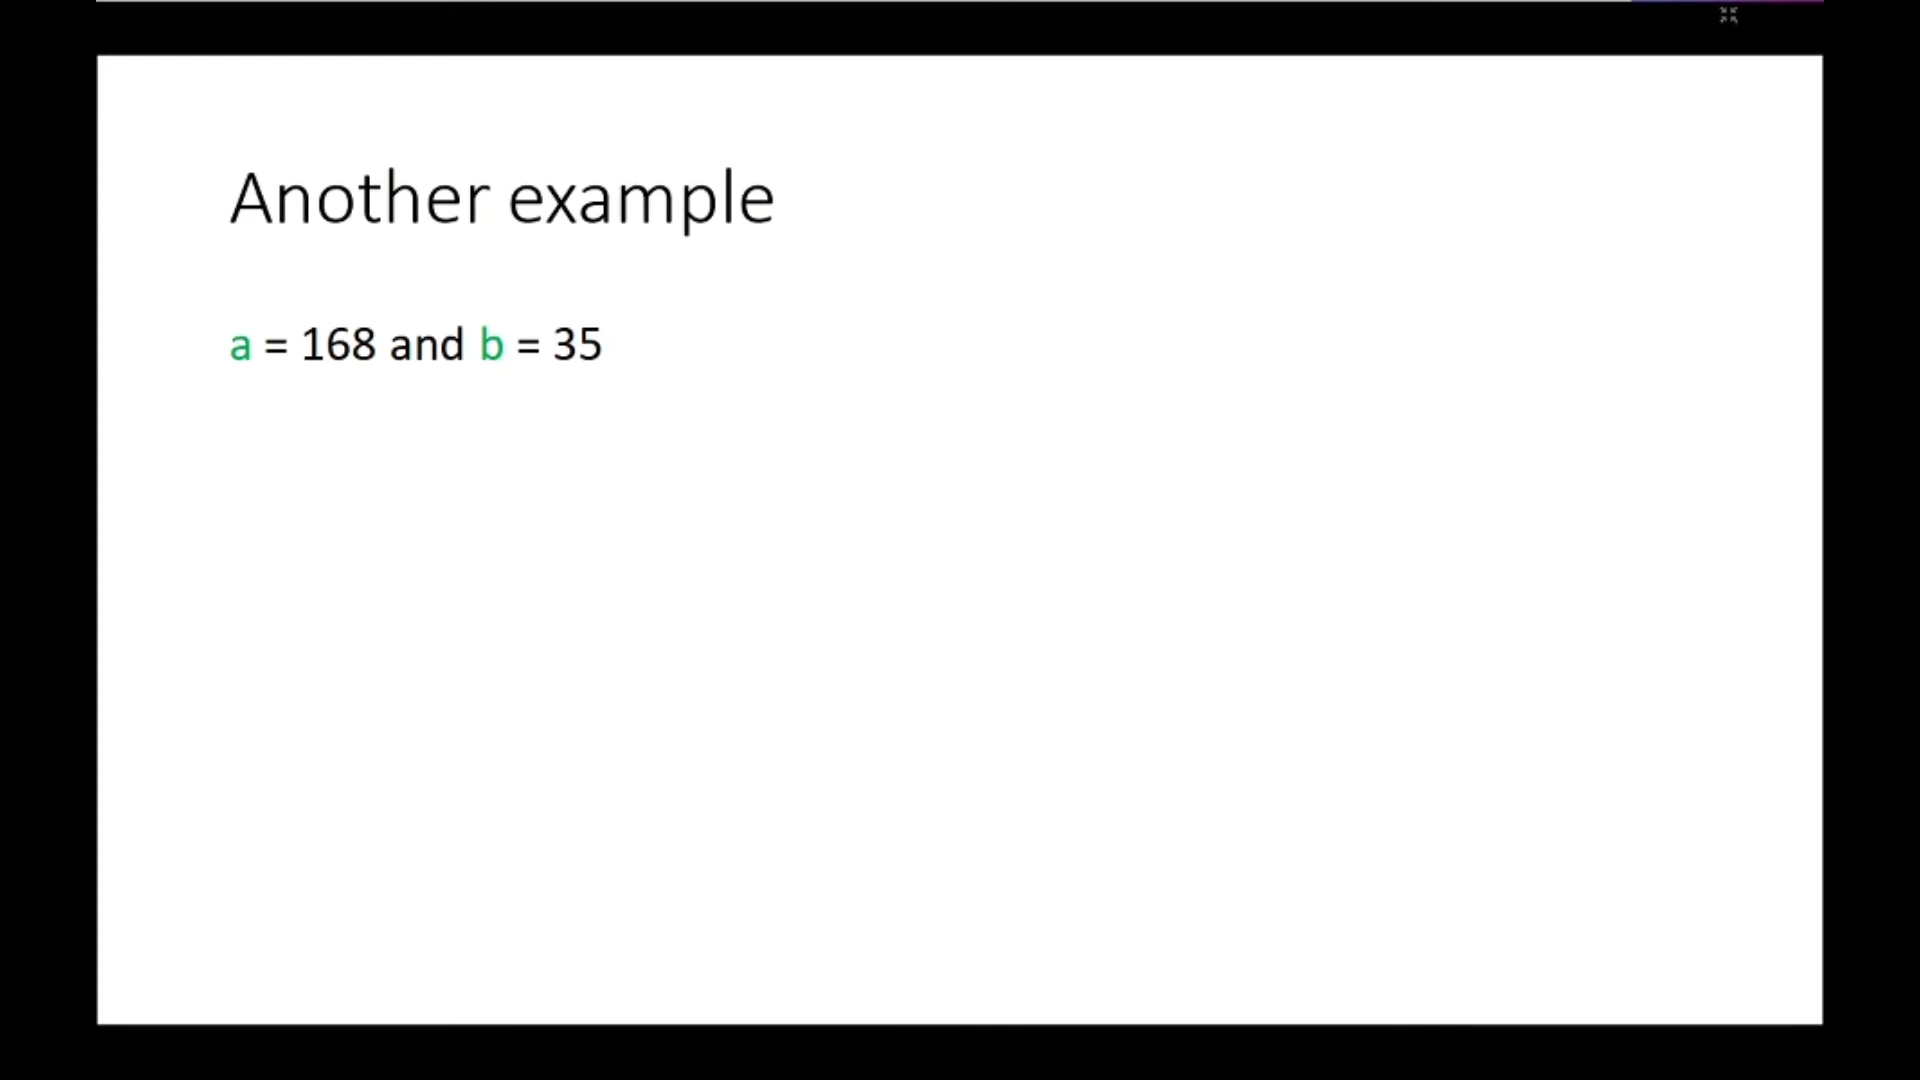 Another example
a = 168 and b = 35